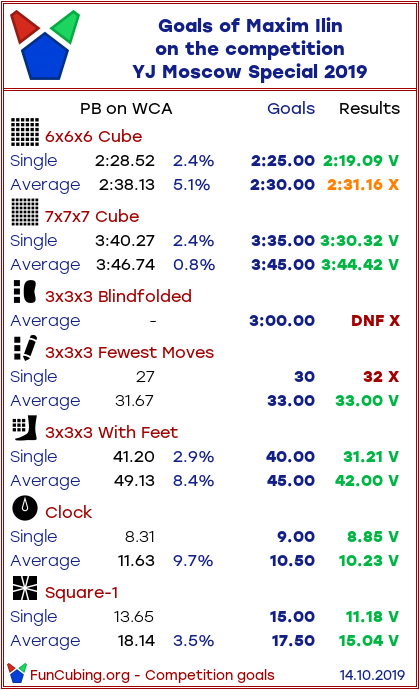 Goals of Maxim Ilin
on the competition
YJ Moscow Special 2019
PB on WCA Goals Results
6x6x6 Cube
Single 2:28.52 2.4% 2:25.00 2:19.09 V
Average 2:38.13 5.1% 2:30.00 2:31.16 X
7x7x7 Cube
Single 3:40.27 2.4% 3:35.00 3:30.32 V
Average 3:46.74 0.8% 3:45.00 3:44.42 V
3x3x3 Blindfolded
Average - 3:00.00 DNF X
3x3x3 Fewest Moves
Single 27 30 32 X
Average 31.67 33.00 33.00 V
3x3x3 With Feet
Single 41.20 2.9% 40.00 31.21 V
Average 49.13 8.4% 45.00 42.00 V
Clock
Single 8.31 9.00 8.85 V
Average 11.63 9.7% 10.50 10.23 V
Square-1
Single 13.65 15.00 11.18 V
Average 18.14 3.5% 17.50 15.04 V
FunCubing.org - Competition goals 14.10.2019